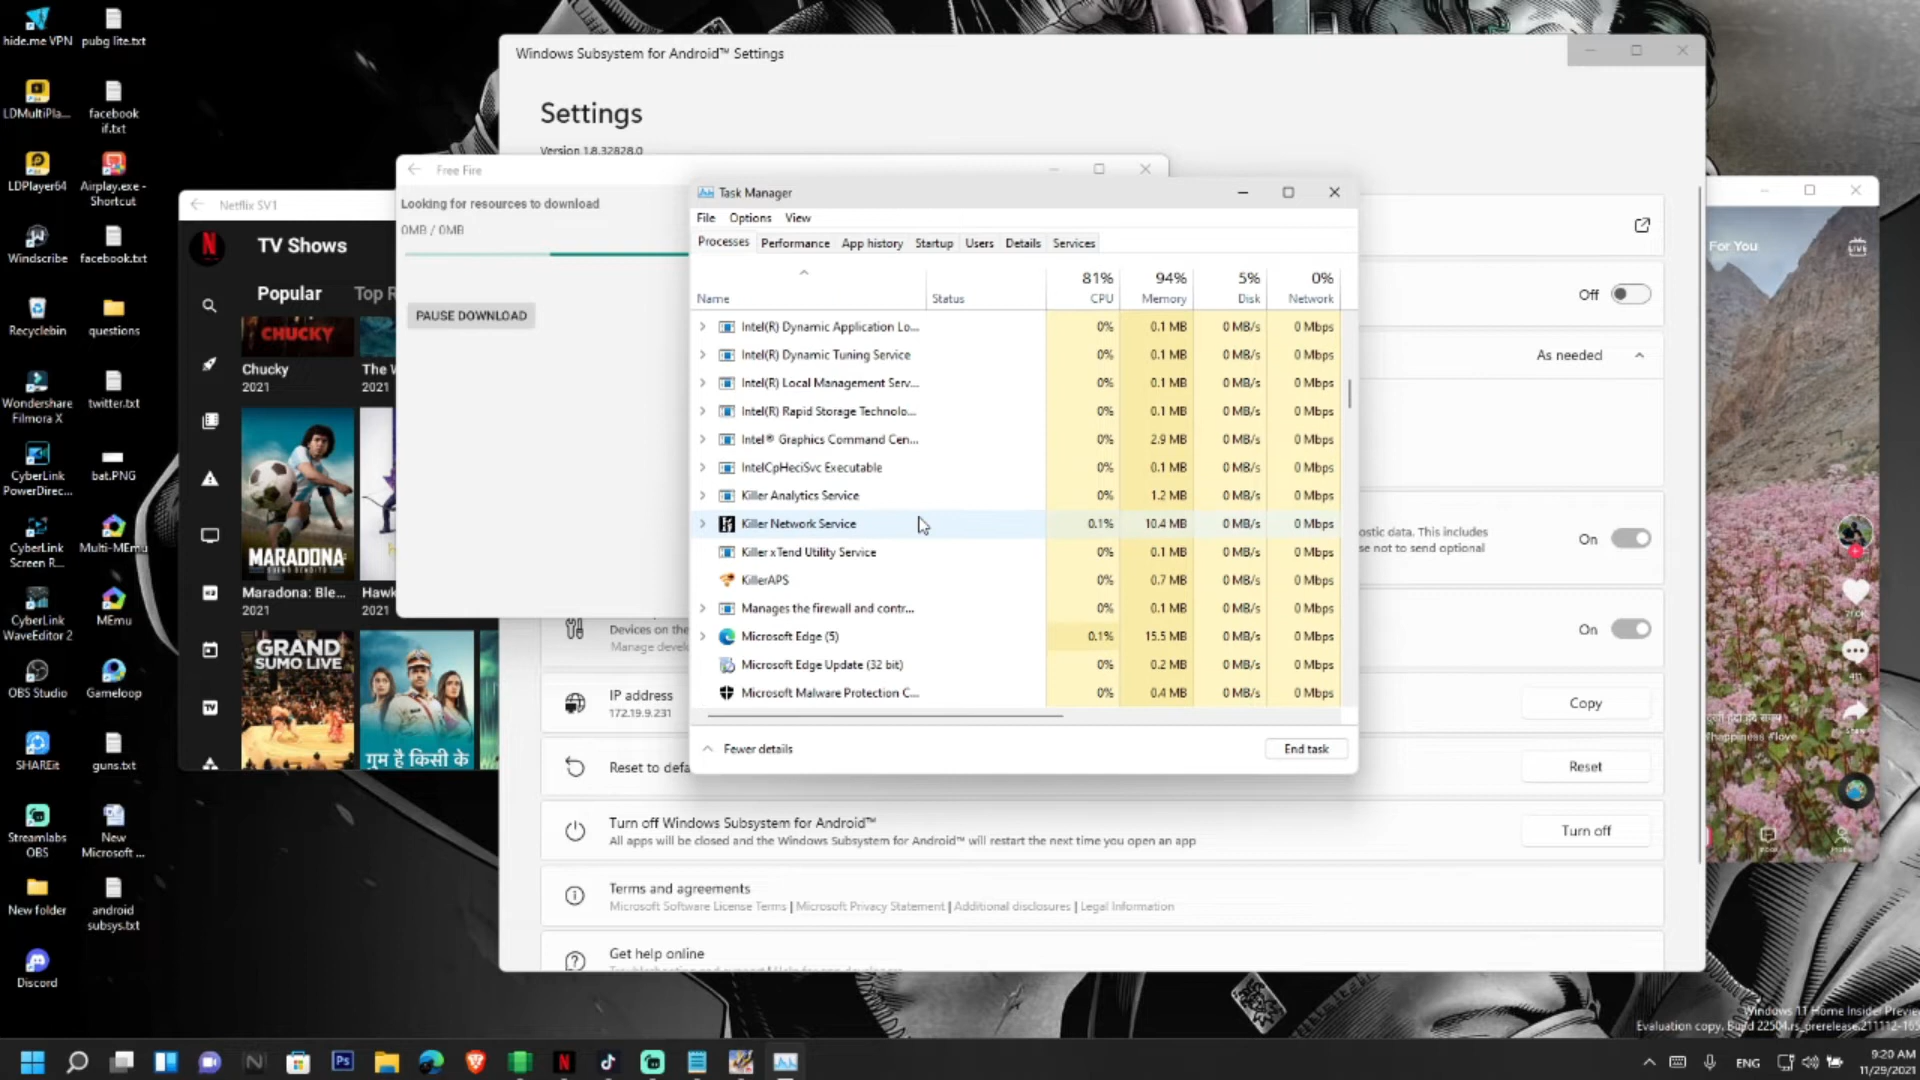 hide.me VPN
pubg lite.txt
LDMultiPla...
facebook
if.txt
LDPlayer64
Airplay.exe -
Shortcut
Windscribe
facebook.txt
Recyclebin
questions
Wondershare
Filmora X
twitter.txt
CyberLink
PowerDirec...
bat.PNG
CyberLink
Screen R...
Multi-MEmu
CyberLink
WaveEditor 2
MEmu
OBS Studio
Gameloop
SHAREit
guns.txt
Streamlabs
OBS
New
Microsoft ...
New folder
android
subsys.txt
Discord
Netflix SV1
TV Shows
Popular
Top R
CHUCKY
Chucky
2021
The W
2021
MARADONA
Maradona: Ble...
2021
Hawk
2021
GRAND
SUMO LIVE
गुम है किसी के
Free Fire
Looking for resources to download
0MB / 0MB
PAUSE DOWNLOAD
Windows Subsystem for Android™ Settings
Settings
Version 1.8.32828.0
Off
As needed
ostic data. This includes
se not to send optional
On
On
Devices on the
Manage devel
IP address
172.19.9.231
Copy
Reset to defa
Reset
Turn off Windows Subsystem for Android™
All apps will be closed and the Windows Subsystem for Android™ will restart the next time you open an app
Turn off
Terms and agreements
Microsoft Software License Terms | Microsoft Privacy Statement | Additional disclosures | Legal Information
Get help online
Task Manager
File Options View
Processes Performance App history Startup Users Details Services
81% 94% 5% 0%
Name Status CPU Memory Disk Network
Intel(R) Dynamic Application Lo... 0% 0.1 MB 0 MB/s 0 Mbps
Intel(R) Dynamic Tuning Service 0% 0.1 MB 0 MB/s 0 Mbps
Intel(R) Local Management Serv... 0% 0.1 MB 0 MB/s 0 Mbps
Intel(R) Rapid Storage Technolo... 0% 0.1 MB 0 MB/s 0 Mbps
Intel® Graphics Command Cen... 0% 2.9 MB 0 MB/s 0 Mbps
IntelCpHeciSvc Executable 0% 0.1 MB 0 MB/s 0 Mbps
Killer Analytics Service 0% 1.2 MB 0 MB/s 0 Mbps
Killer Network Service 0.1% 10.4 MB 0 MB/s 0 Mbps
Killer xTend Utility Service 0% 0.1 MB 0 MB/s 0 Mbps
KillerAPS 0% 0.7 MB 0 MB/s 0 Mbps
Manages the firewall and contr... 0% 0.1 MB 0 MB/s 0 Mbps
Microsoft Edge (5) 0.1% 15.5 MB 0 MB/s 0 Mbps
Microsoft Edge Update (32 bit) 0% 0.2 MB 0 MB/s 0 Mbps
Microsoft Malware Protection C... 0% 0.4 MB 0 MB/s 0 Mbps
Fewer details
End task
For You
LIVE
#happiness #love
Windows 11 Home Insider Preview
Evaluation copy. Build 22504.rs_prerelease.211112-165
ENG
9:20 AM
11/29/2021